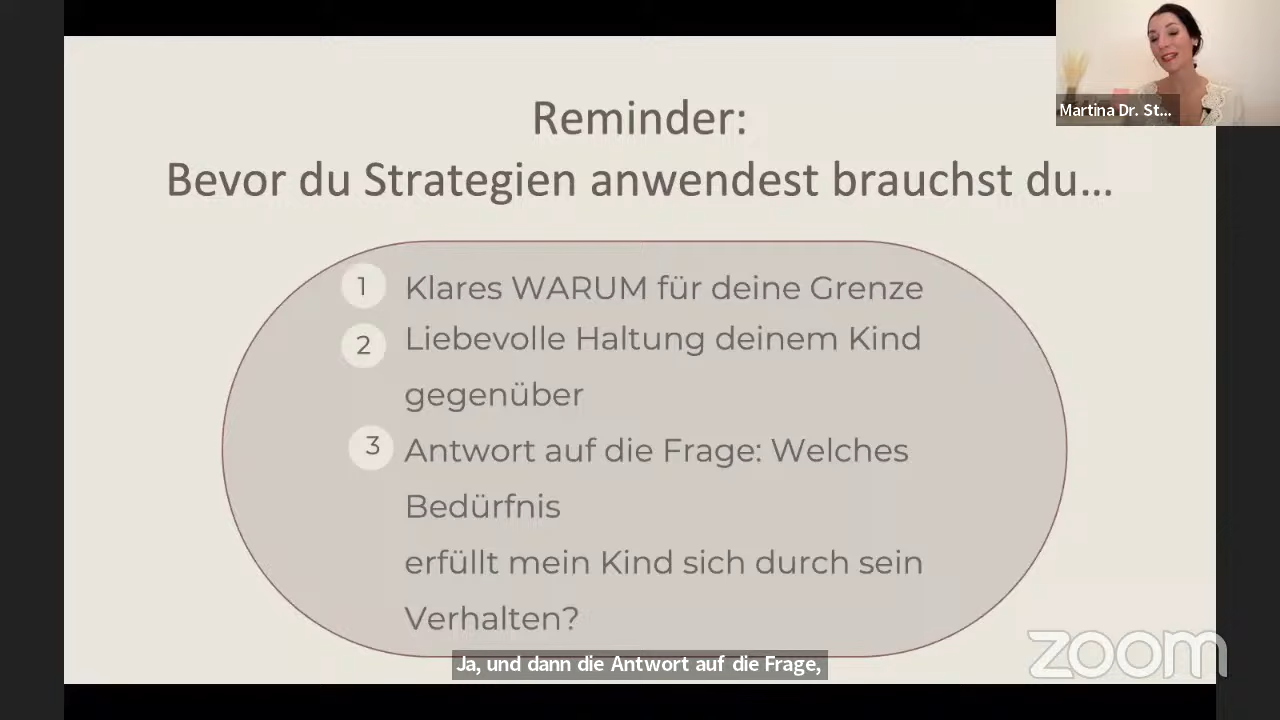 Martina Dr. St...
Reminder:
Bevor du Strategien anwendest brauchst du...
1 Klares WARUM für deine Grenze
2 Liebevolle Haltung deinem Kind
gegenüber
3 Antwort auf die Frage: Welches
Bedürfnis
erfüllt mein Kind sich durch sein
Verhalten?
Ja, und dann die Antwort auf die Frage,
zoom